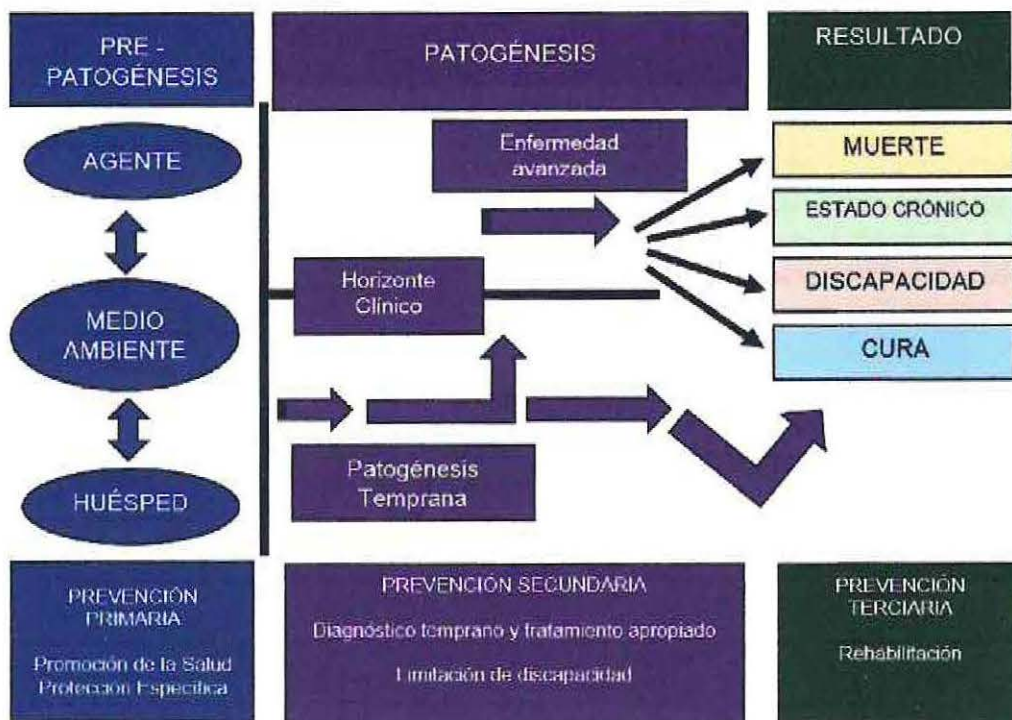 PRE -
PATOGÉNESIS
PATOGÉNESIS
RESULTADO
AGENTE
MEDIO
AMBIENTE
HUÉSPED
Enfermedad
avanzada
Horizonte
Clínico
Patogénesis
Temprana
MUERTE
ESTADO CRÓNICO
DISCAPACIDAD
CURA
PREVENCIÓN
PRIMARIA
Promoción de la Salud
Protección Específica
PREVENCIÓN SECUNDARIA
Diagnóstico temprano y tratamiento apropiado
Limitación de discapacidad
PREVENCIÓN
TERCIARIA
Rehabilitación